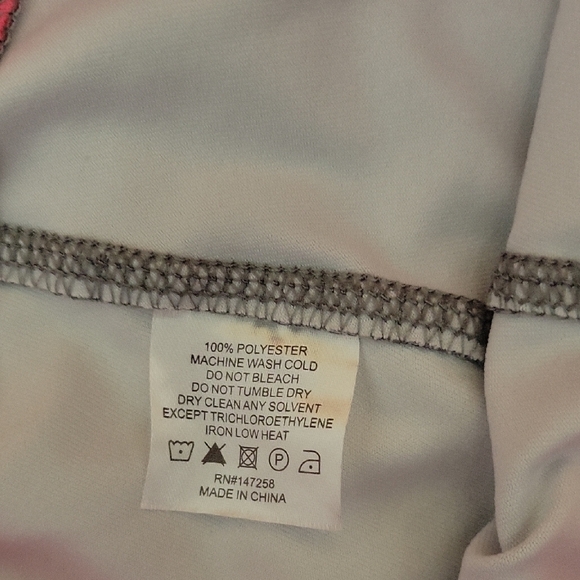 100% POLYESTER
MACHINE WASH COLD
DO NOT BLEACH
DO NOT TUMBLE DRY
DRY CLEAN ANY SOLVENT
EXCEPT TRICHLOROETHYLENE
IRON LOW HEAT
P
RN#147258
MADE IN CHINA